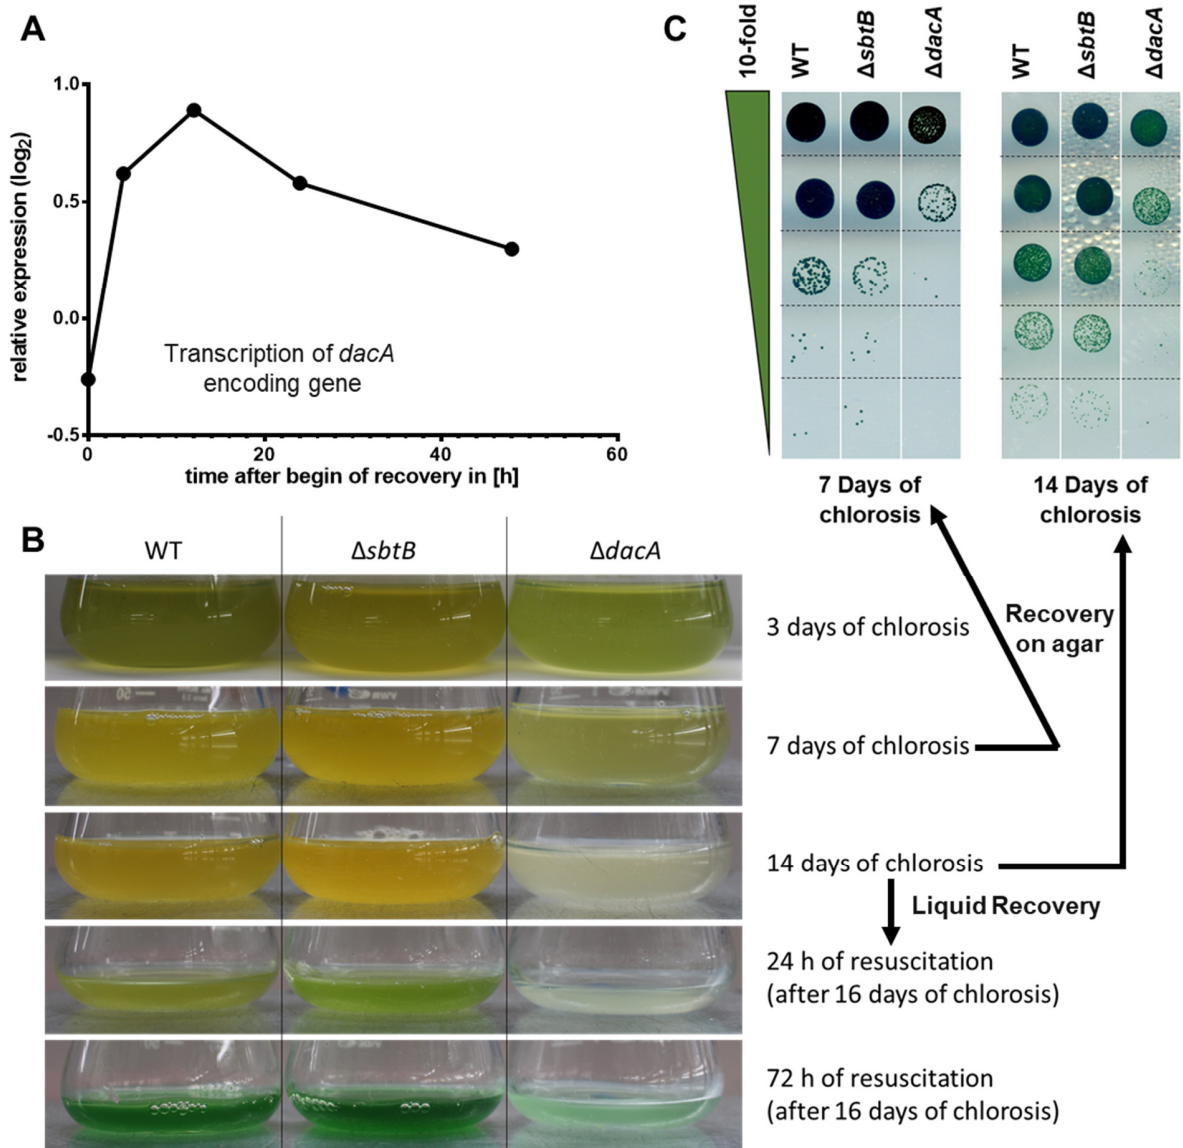 A
relative expression (log2)
1.0
0.5
0.0
-0.5
0
20
40
60
Transcription of dacA
encoding gene
time after begin of recovery in [h]
C
10-fold
WT
ΔsbtB
ΔdacA
WT
ΔsbtB
ΔdacA
7 Days of
chlorosis
14 Days of
chlorosis
Recovery
on agar
B
WT
ΔsbtB
ΔdacA
3 days of chlorosis
7 days of chlorosis
14 days of chlorosis
Liquid Recovery
24 h of resuscitation
(after 16 days of chlorosis)
72 h of resuscitation
(after 16 days of chlorosis)